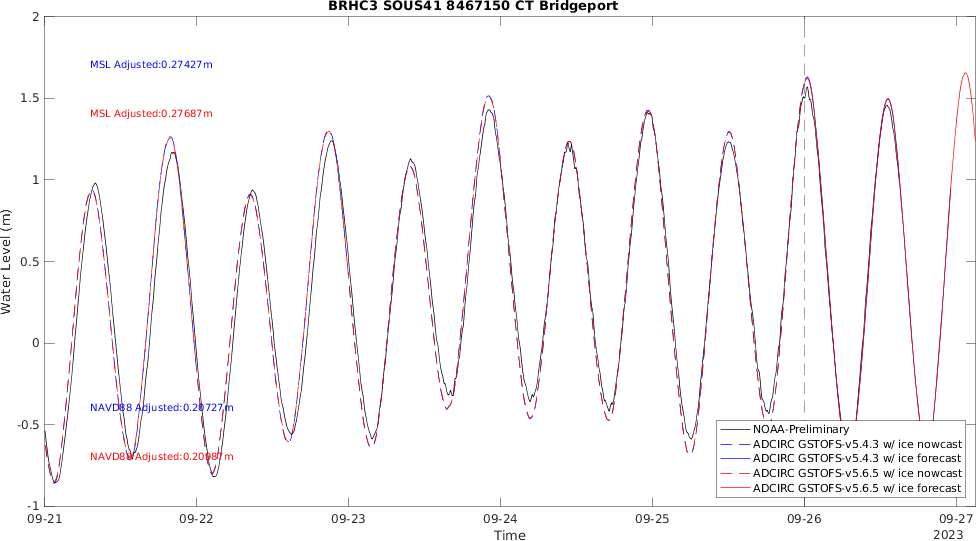 BRHC3 SOUS41 8467150 CT Bridgeport
2
1.5
1
0.5
0
-0.5
-1
Water Level (m)
MSL Adjusted:0.27427m
MSL Adjusted:0.27687m
NAVD88 Adjusted:0.20727m
NAVD88 Adjusted:0.20987m
NOAA-Preliminary
ADCIRC GSTOFS-v5.4.3 w/ ice nowcast
ADCIRC GSTOFS-v5.4.3 w/ ice forecast
ADCIRC GSTOFS-v5.6.5 w/ ice nowcast
ADCIRC GSTOFS-v5.6.5 w/ ice forecast
09-21 09-22 09-23 09-24 09-25 09-26 09-27
Time
2023